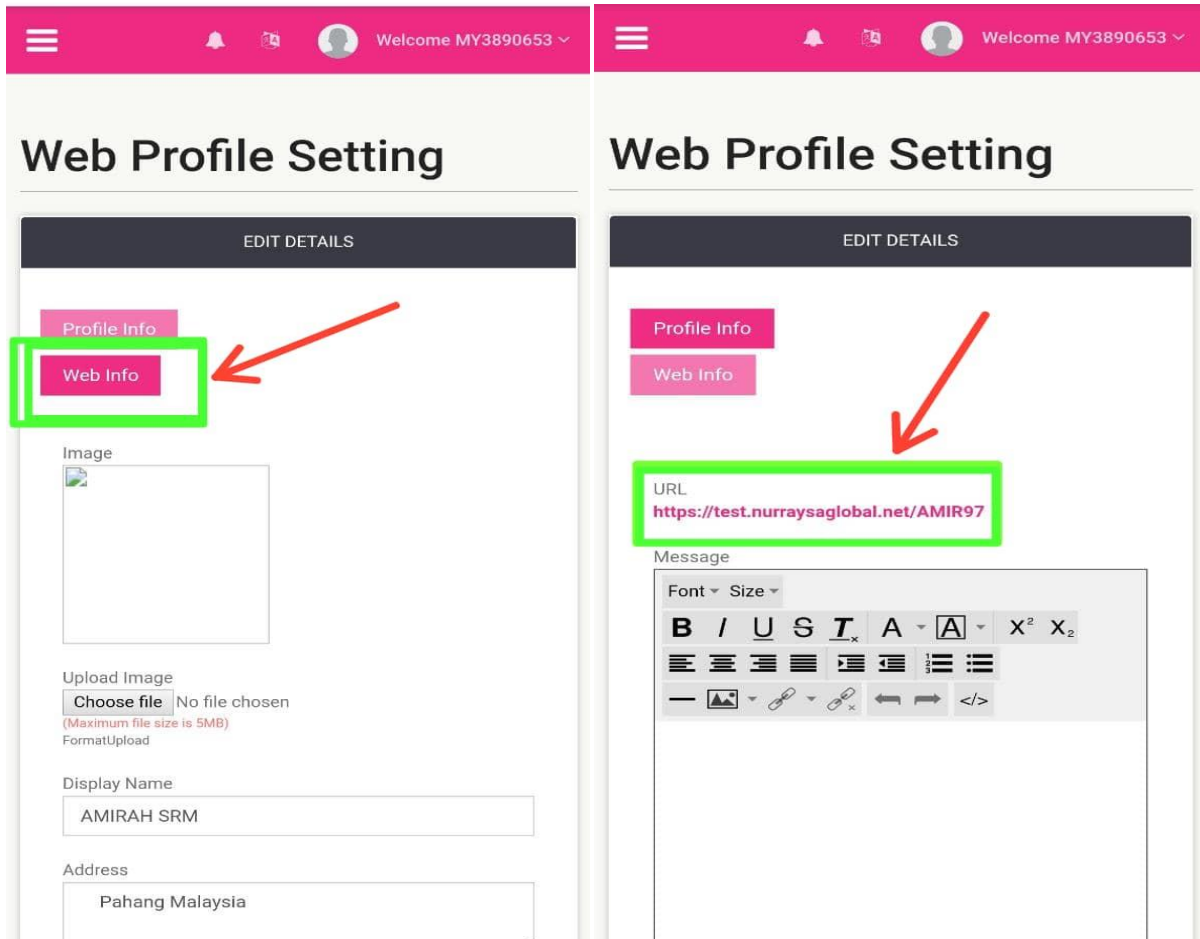 Welcome MY3890653
Web Profile Setting
EDIT DETAILS
Profile Info
Web Info
Image
Upload Image
Choose file No file chosen
(Maximum file size is 5MB)
FormatUpload
Display Name
AMIRAH SRM
Address
Pahang Malaysia
Welcome MY3890653
Web Profile Setting
EDIT DETAILS
Profile Info
Web Info
URL
https://test.nurraysaglobal.net/AMIR97
Message
Font Size
B I U S Tx A A X² X₂
</>